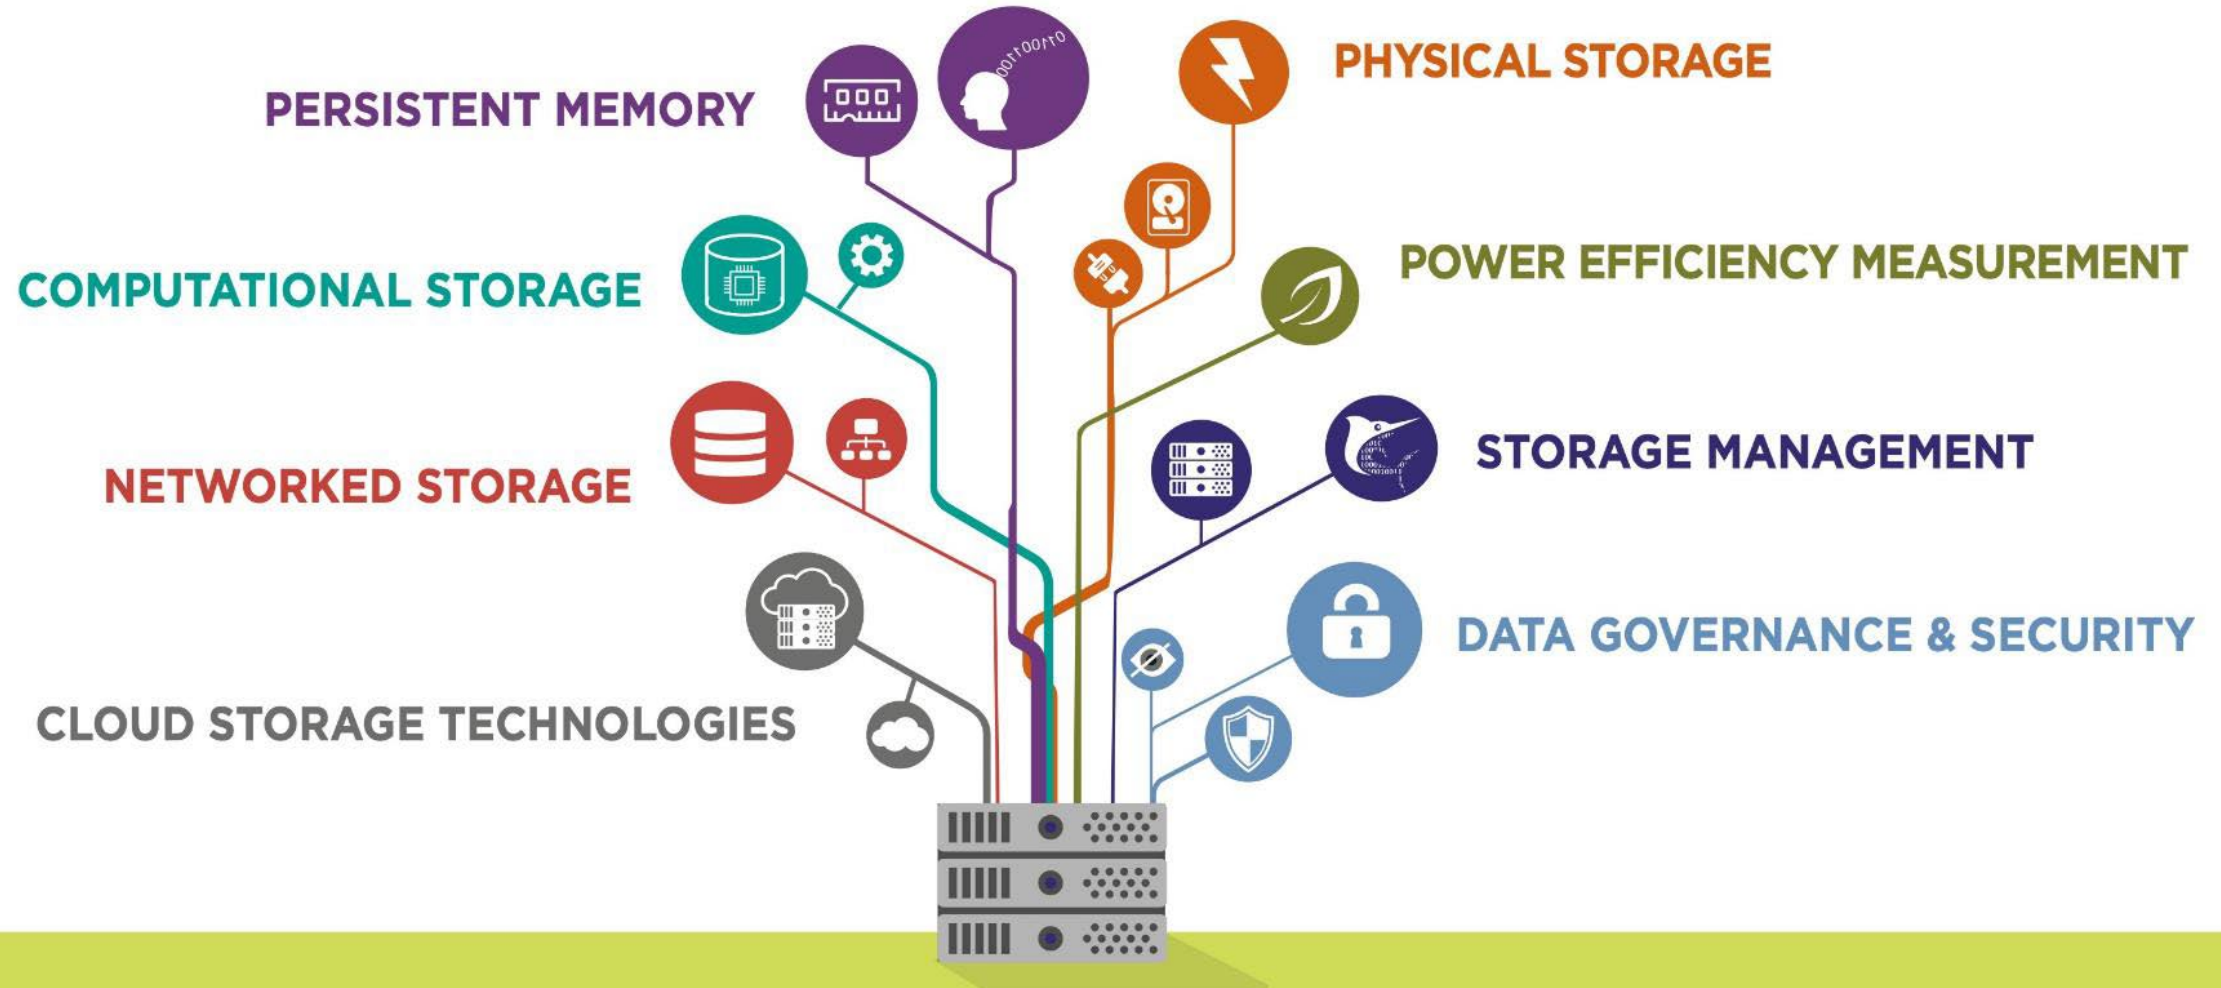 PERSISTENT MEMORY
PHYSICAL STORAGE
COMPUTATIONAL STORAGE
POWER EFFICIENCY MEASUREMENT
NETWORKED STORAGE
STORAGE MANAGEMENT
CLOUD STORAGE TECHNOLOGIES
DATA GOVERNANCE & SECURITY